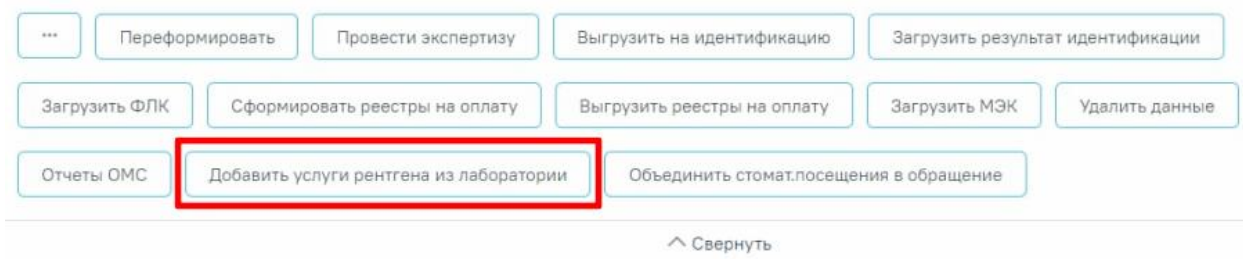 ... Переформировать Провести экспертизу Выгрузить на идентификацию Загрузить результат идентификации
Загрузить ФЛК Сформировать реестры на оплату Выгрузить реестры на оплату Загрузить МЭК Удалить данные
Отчеты ОМС Добавить услуги рентгена из лаборатории Объединить стомат.посещения в обращение
Свернуть